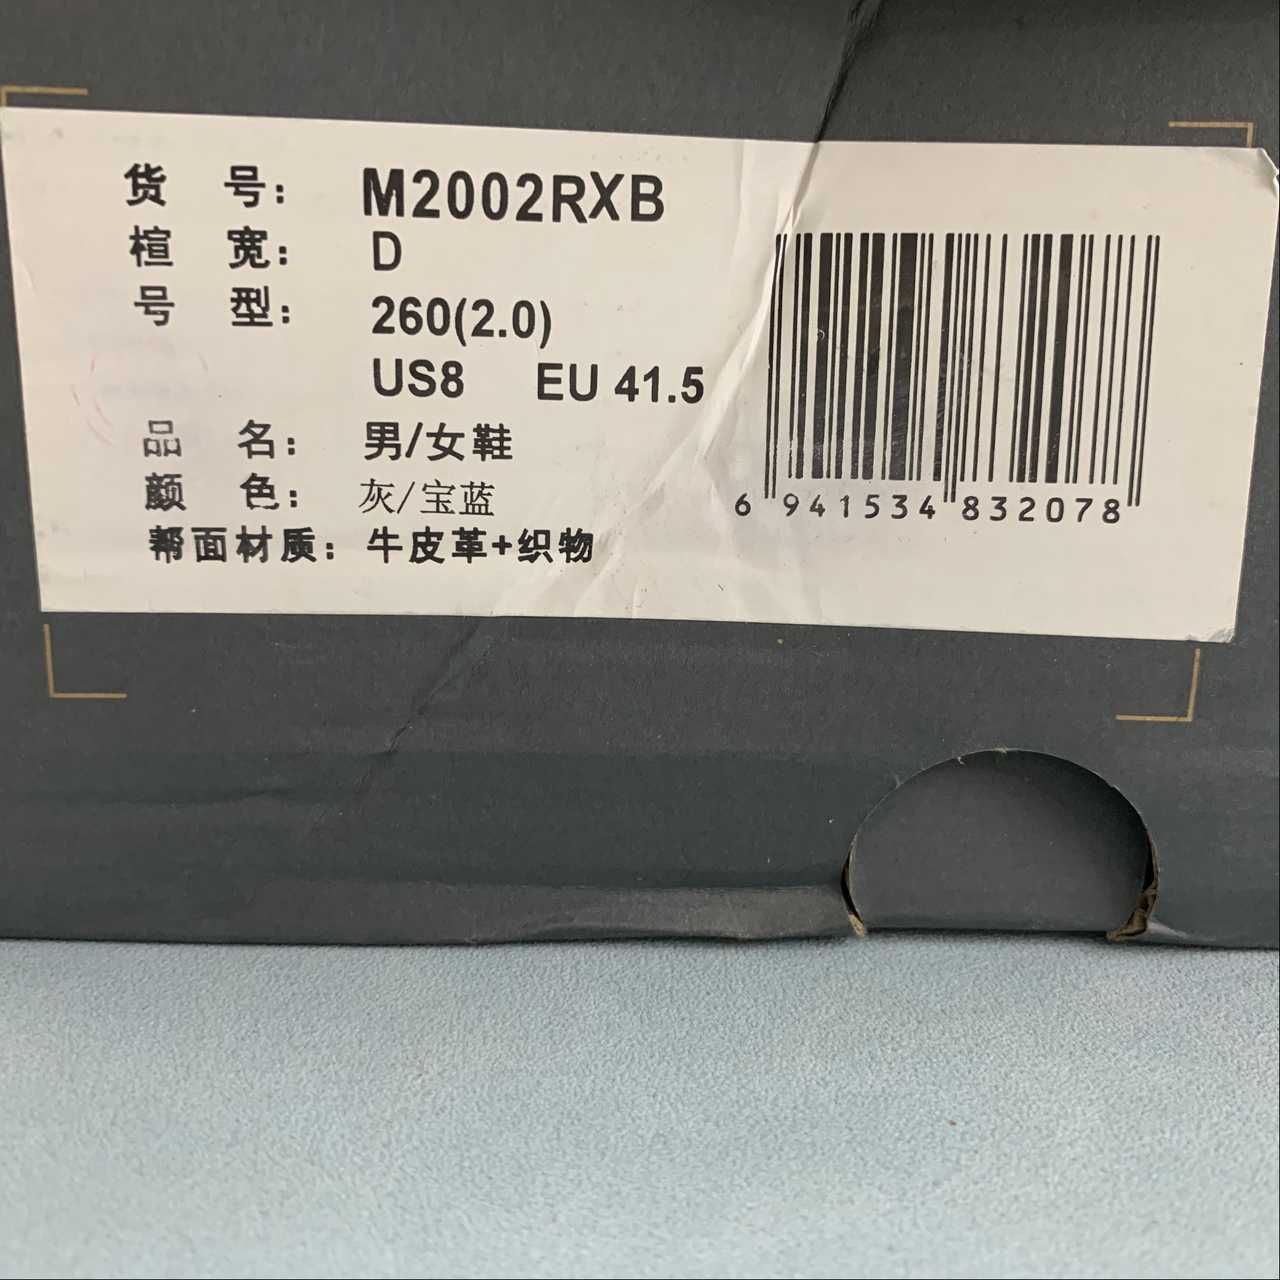 货 号： M2002RXB
楦 宽： D
号 型： 260(2.0)
US8 EU 41.5
品 名： 男/女鞋
颜 色： 灰/宝蓝
帮面材质： 牛皮革+织物
6 941534 832078